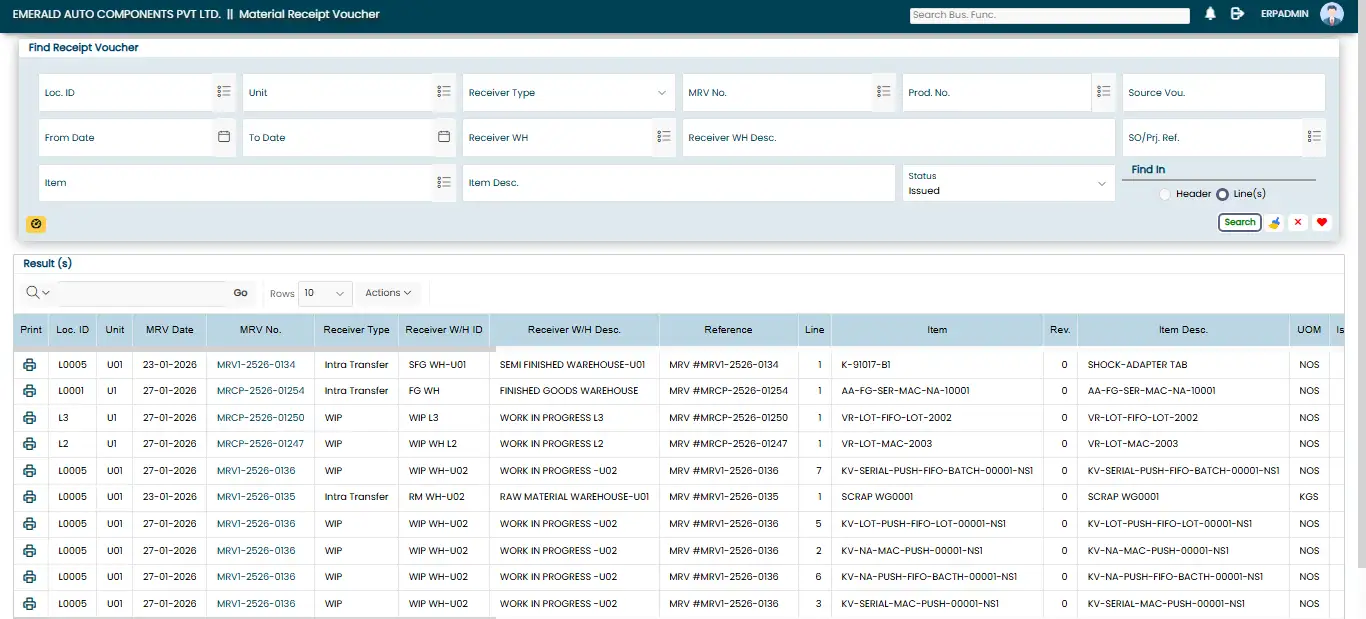 EMERALD AUTO COMPONENTS PVT LTD. || Material Receipt Voucher Search Bus. Func. ERPADMIN
Find Receipt Voucher
Loc. ID Unit Receiver Type MRV No. Prod. No. Source Vou.
From Date To Date Receiver WH Receiver WH Desc. SO/Prj. Ref.
Item Item Desc. Status Issued Find In
Header Line(s)
Search
Result (s)
Go Rows 10 Actions
Print Loc. ID Unit MRV Date MRV No. Receiver Type Receiver W/H ID Receiver W/H Desc. Reference Line Item Rev. Item Desc. UOM Is
L0005 U01 23-01-2026 MRV1-2526-0134 Intra Transfer SFG WH-U01 SEMI FINISHED WAREHOUSE-U01 MRV #MRV1-2526-0134 1 K-91017-B1 0 SHOCK-ADAPTER TAB NOS
L0001 U1 27-01-2026 MRCP-2526-01254 Intra Transfer FG WH FINISHED GOODS WAREHOUSE MRV #MRCP-2526-01254 1 AA-FG-SER-MAC-NA-10001 0 AA-FG-SER-MAC-NA-10001 NOS
L3 U1 27-01-2026 MRCP-2526-01250 WIP WIP L3 WORK IN PROGRESS L3 MRV #MRCP-2526-01250 1 VR-LOT-FIFO-LOT-2002 0 VR-LOT-FIFO-LOT-2002 NOS
L2 U1 27-01-2026 MRCP-2526-01247 WIP WIP WH L2 WORK IN PROGRESS L2 MRV #MRCP-2526-01247 1 VR-LOT-MAC-2003 0 VR-LOT-MAC-2003 NOS
L0005 U01 27-01-2026 MRV1-2526-0136 WIP WIP WH-U02 WORK IN PROGRESS -U02 MRV #MRV1-2526-0136 7 KV-SERIAL-PUSH-FIFO-BATCH-00001-NS1 0 KV-SERIAL-PUSH-FIFO-BATCH-00001-NS1 NOS
L0005 U01 23-01-2026 MRV1-2526-0135 Intra Transfer RM WH-U02 RAW MATERIAL WAREHOUSE-U01 MRV #MRV1-2526-0135 1 SCRAP WG0001 0 SCRAP WG0001 KGS
L0005 U01 27-01-2026 MRV1-2526-0136 WIP WIP WH-U02 WORK IN PROGRESS -U02 MRV #MRV1-2526-0136 5 KV-LOT-PUSH-FIFO-LOT-00001-NS1 0 KV-LOT-PUSH-FIFO-LOT-00001-NS1 NOS
L0005 U01 27-01-2026 MRV1-2526-0136 WIP WIP WH-U02 WORK IN PROGRESS -U02 MRV #MRV1-2526-0136 2 KV-NA-MAC-PUSH-00001-NS1 0 KV-NA-MAC-PUSH-00001-NS1 NOS
L0005 U01 27-01-2026 MRV1-2526-0136 WIP WIP WH-U02 WORK IN PROGRESS -U02 MRV #MRV1-2526-0136 6 KV-NA-PUSH-FIFO-BACTH-00001-NS1 0 KV-NA-PUSH-FIFO-BACTH-00001-NS1 NOS
L0005 U01 27-01-2026 MRV1-2526-0136 WIP WIP WH-U02 WORK IN PROGRESS -U02 MRV #MRV1-2526-0136 3 KV-SERIAL-MAC-PUSH-00001-NS1 0 KV-SERIAL-MAC-PUSH-00001-NS1 NOS